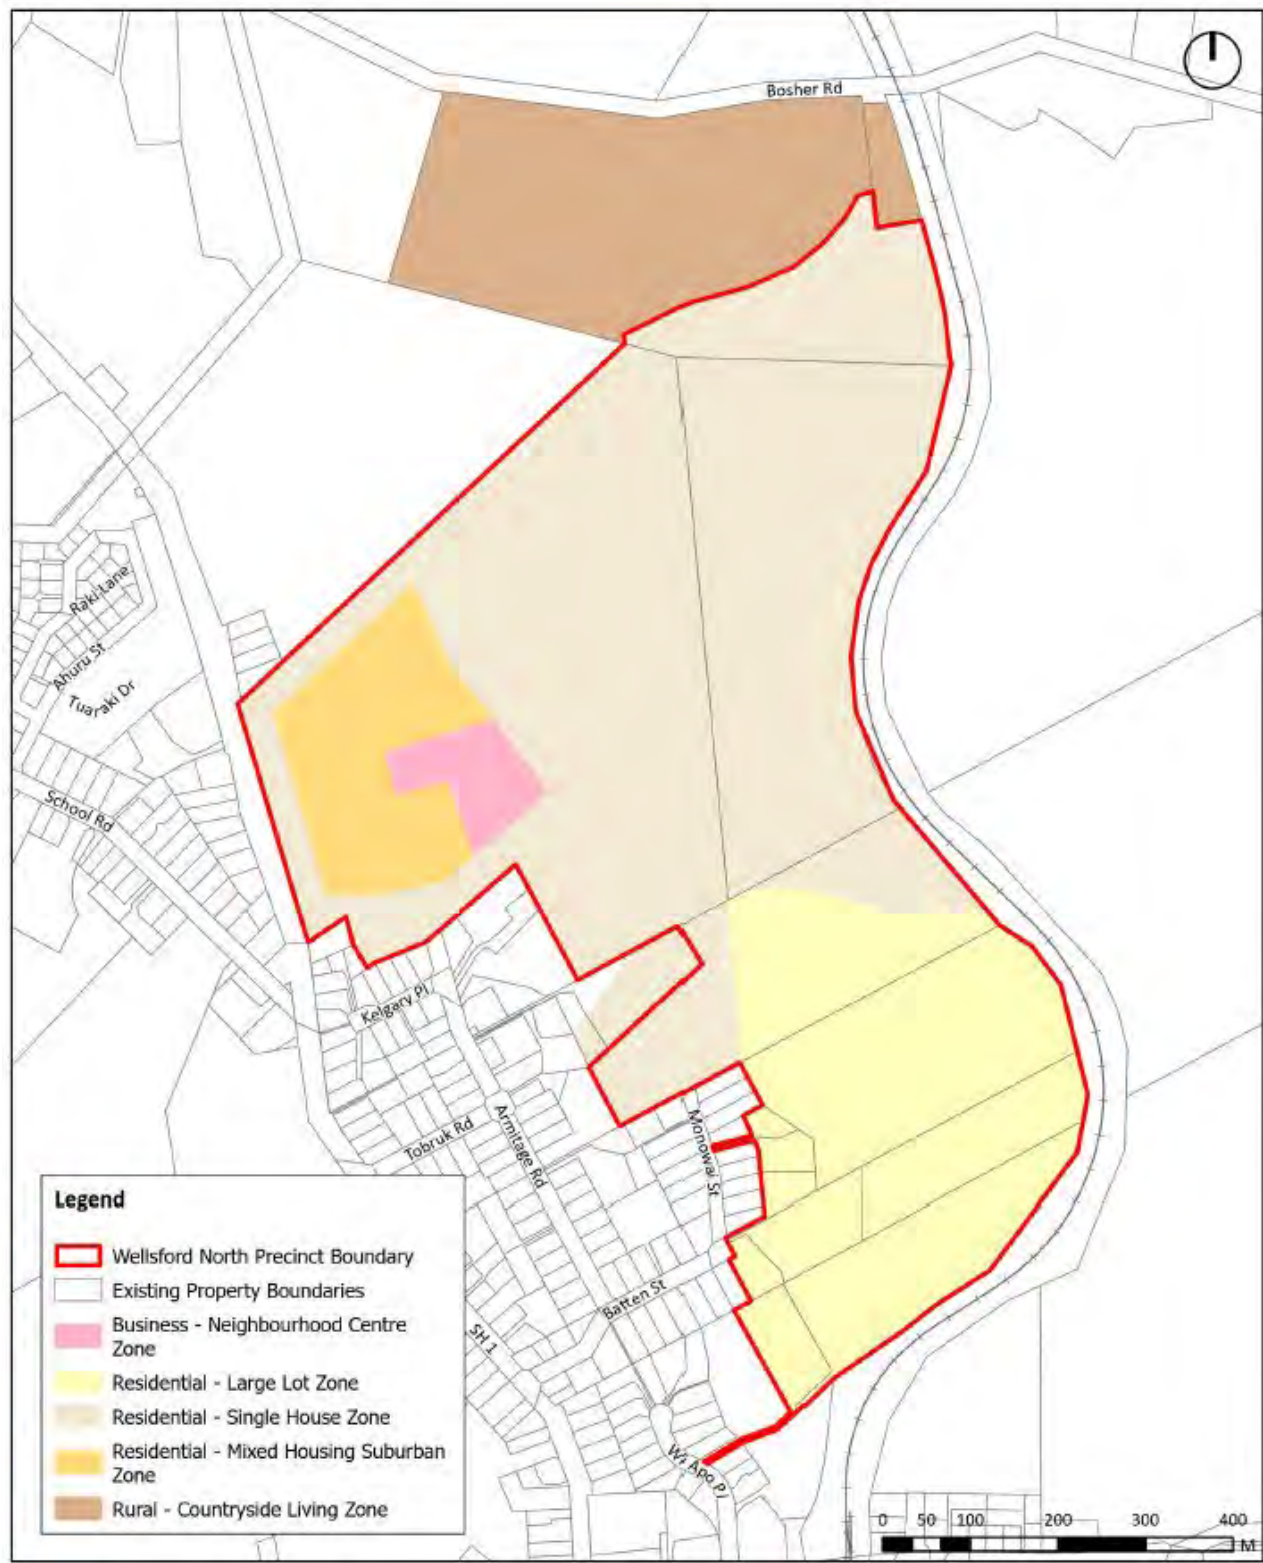 Bosher Rd
Raki Lane
Ahuru St
Tuaraki Dr
School Rd
Kelgary Pl
Tobruk Rd
Armitage Rd
Monowai St
Batten St
SH 1
Wi Apo Pl
Legend
Wellsford North Precinct Boundary
Existing Property Boundaries
Business - Neighbourhood Centre
Zone
Residential - Large Lot Zone
Residential - Single House Zone
Residential - Mixed Housing Suburban
Zone
Rural - Countryside Living Zone
0 50 100 200 300 400
M